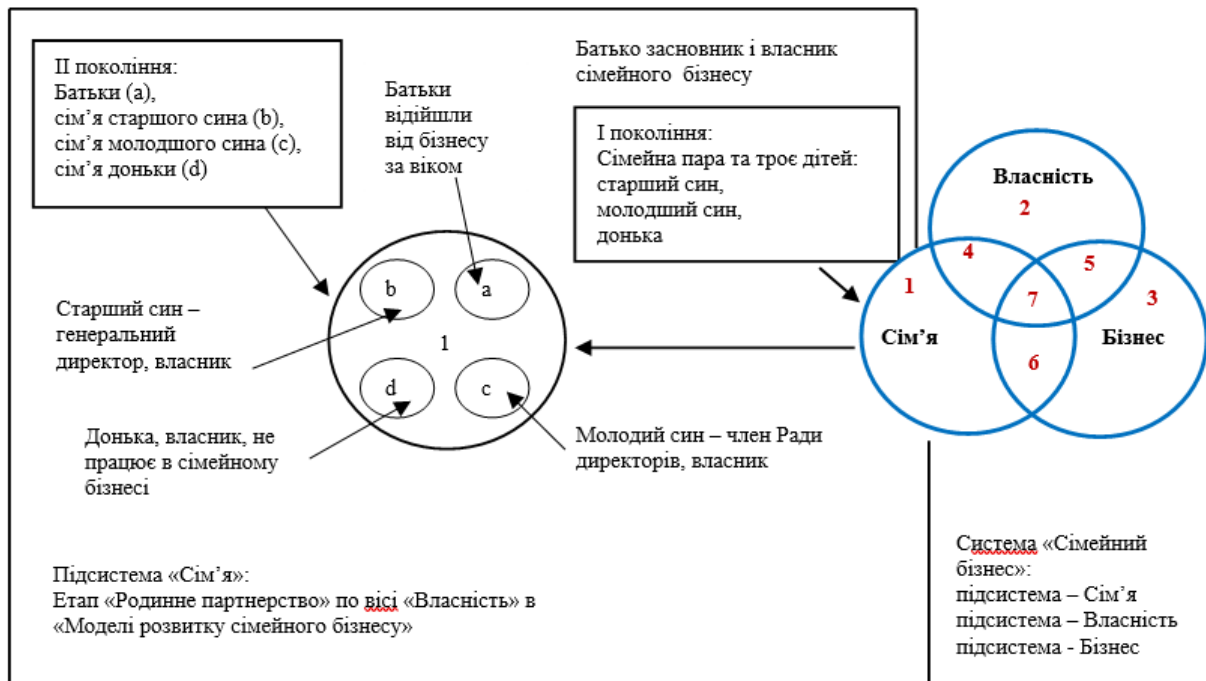 ІІ покоління:
Батьки (a),
сім’я старшого сина (b),
сім’я молодшого сина (c),
сім’я доньки (d)
Батьки
відійшли
від бізнесу
за віком
Батько засновник і власник
сімейного бізнесу
І покоління:
Сімейна пара та троє дітей:
старший син,
молодший син,
донька
Власність
2
4
5
1
7
3
Сім’я
Бізнес
6
b
a
1
d
c
Старший син –
генеральний
директор, власник
Донька, власник, не
працює в сімейному
бізнесі
Молодий син – член Ради
директорів, власник
Підсистема «Сім’я»:
Етап «Родинне партнерство» по вісі «Власність» в
«Моделі розвитку сімейного бізнесу»
Система «Сімейний
бізнес»:
підсистема – Сім’я
підсистема – Власність
підсистема - Бізнес